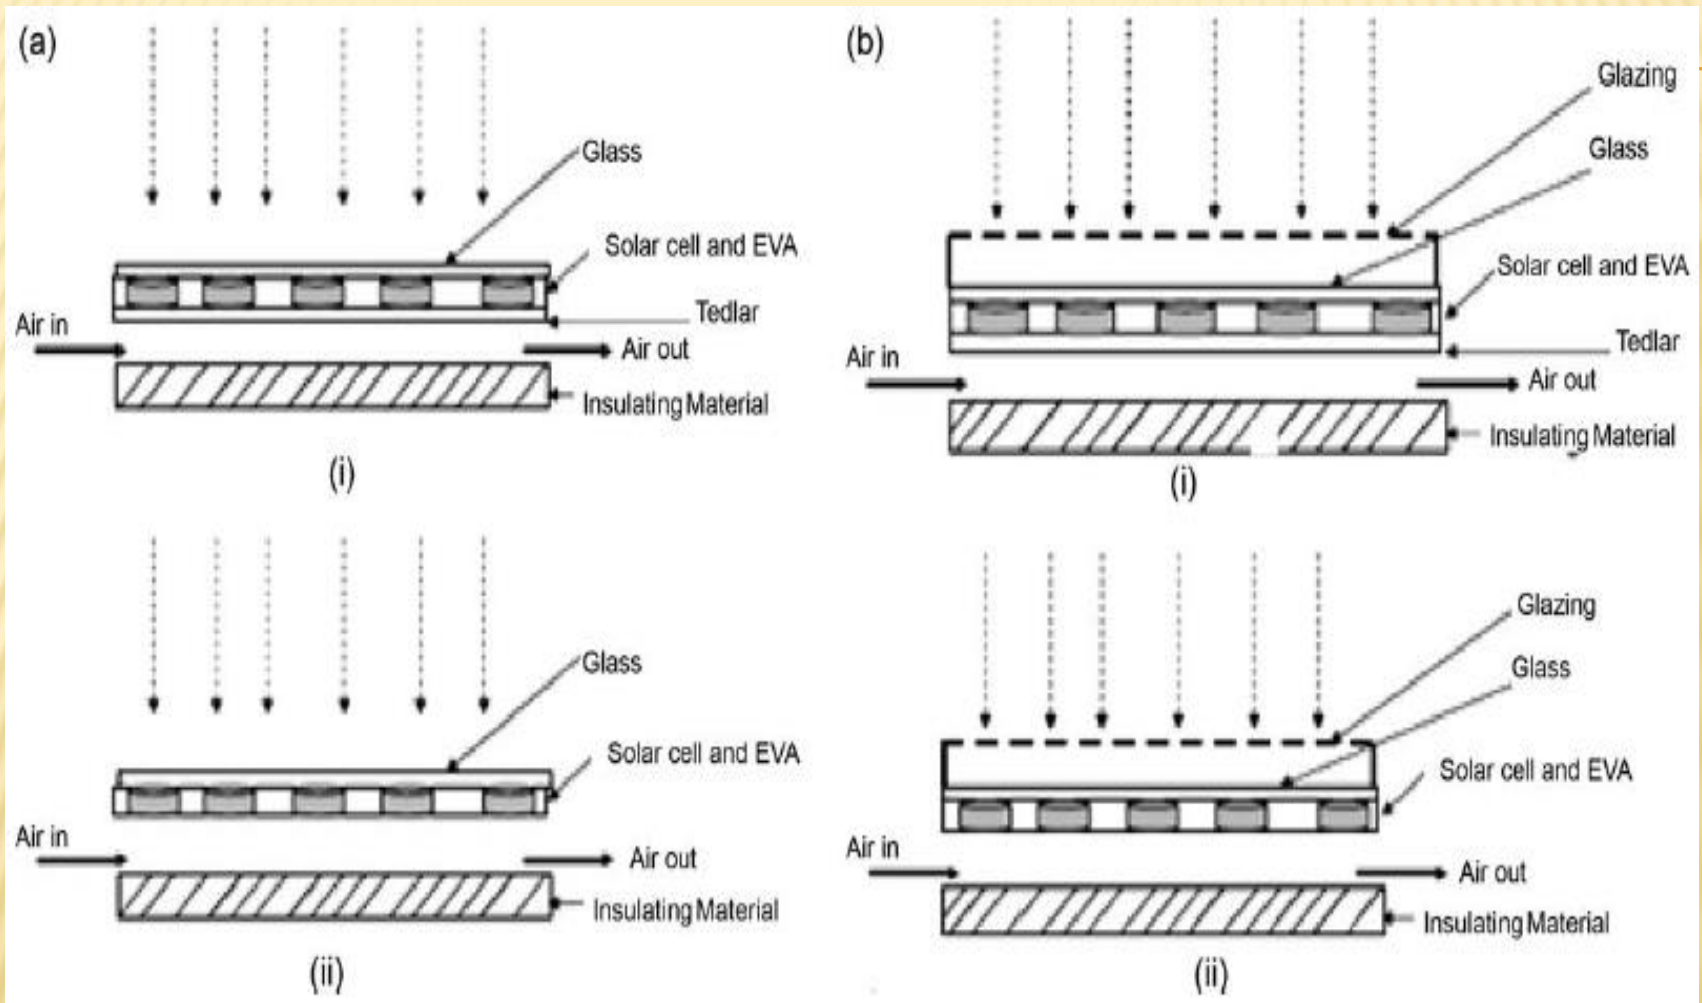 (a)
Glass
Solar cell and EVA
Tedlar
Air in
Air out
Insulating Material
(i)
(b)
Glazing
Glass
Solar cell and EVA
Tedlar
Air in
Air out
Insulating Material
(i)
Glass
Solar cell and EVA
Air in
Air out
Insulating Material
(ii)
Glazing
Glass
Solar cell and EVA
Air in
Air out
Insulating Material
(ii)